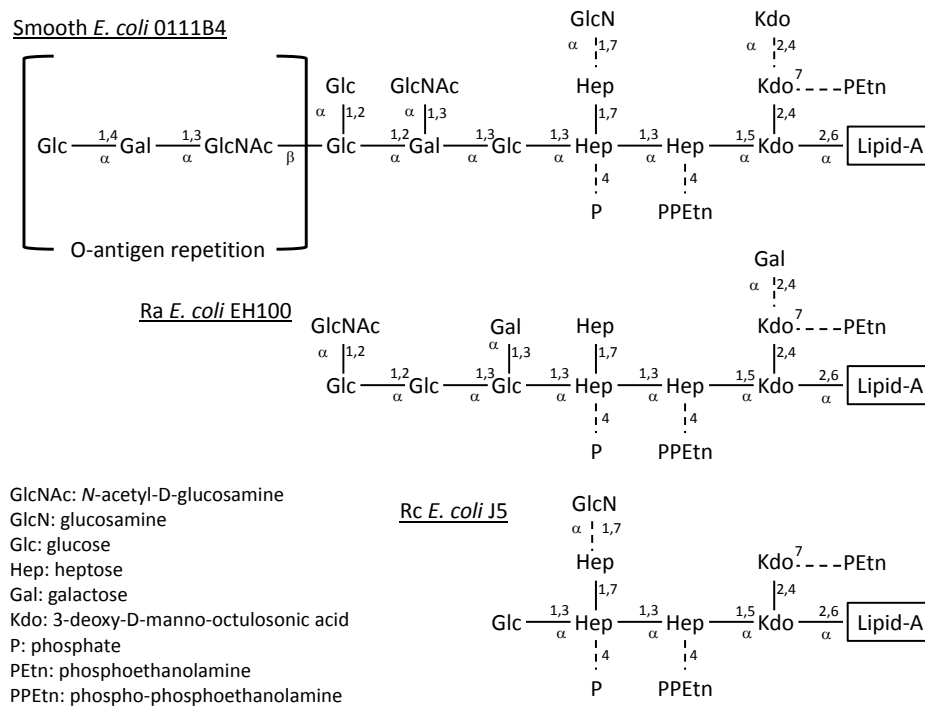 Smooth E. coli 0111B4
GlcN Kdo
α 1,7 α 2,4
Glc GlcNAc Hep Kdo 7 PEtn
α 1,2 α 1,3 1,7 2,4
Glc 1,4 α Gal 1,3 α GlcNAc β Glc 1,2 α Gal 1,3 α Glc 1,3 α Hep 1,3 α Hep 1,5 α Kdo 2,6 α Lipid-A
4 4
P PPEtn
O-antigen repetition
Ra E. coli EH100
Gal
α 2,4
GlcNAc Gal Hep Kdo 7 PEtn
α 1,2 α 1,3 1,7 2,4
Glc 1,2 α Glc 1,3 α Glc 1,3 α Hep 1,3 α Hep 1,5 α Kdo 2,6 α Lipid-A
4 4
P PPEtn
Rc E. coli J5
GlcN
α 1,7
Hep Kdo 7 PEtn
1,7 2,4
Glc 1,3 α Hep 1,3 α Hep 1,5 α Kdo 2,6 α Lipid-A
4 4
P PPEtn
GlcNAc: N-acetyl-D-glucosamine
GlcN: glucosamine
Glc: glucose
Hep: heptose
Gal: galactose
Kdo: 3-deoxy-D-manno-octulosonic acid
P: phosphate
PEtn: phosphoethanolamine
PPEtn: phospho-phosphoethanolamine